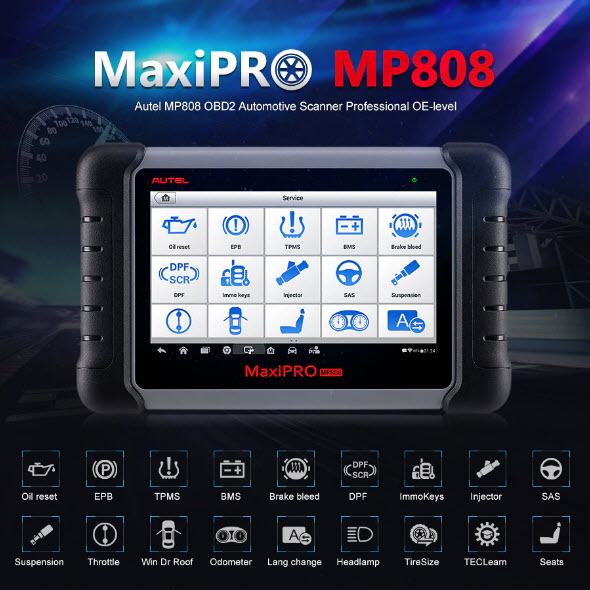 MaxiPRO MP808
Autel MP808 OBD2 Automotive Scanner Professional OE-level
AUTEL
Service
Oil reset EPB TPMS BMS Brake bleed
DPF
SCR
DPF Immo keys Injector SAS Suspension
A
MaxiPRO MP808
DPF
SCR
Oil reset EPB TPMS BMS Brake bleed DPF ImmoKeys Injector SAS
A
Suspension Throttle Win Dr Roof Odometer Lang change Headlamp TireSize TECLearn Seats